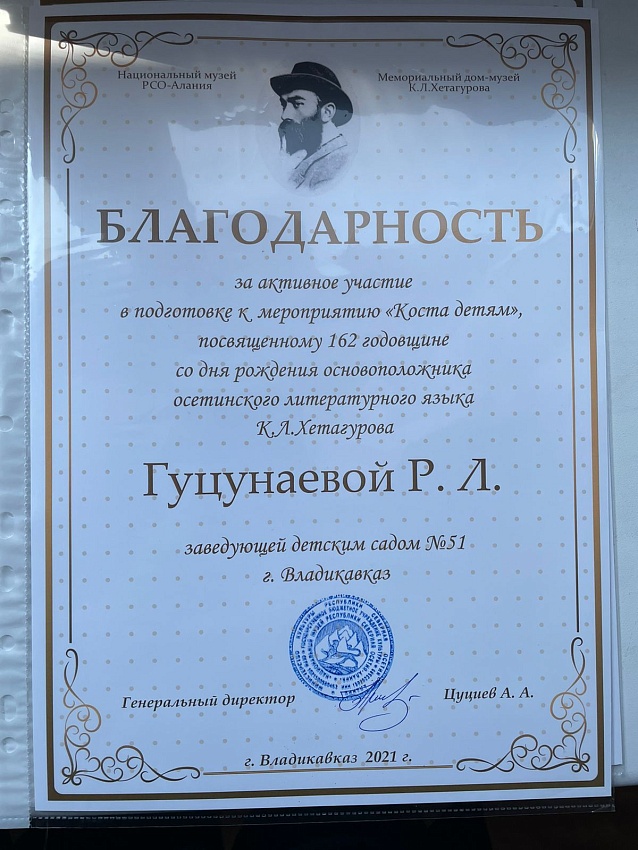 Национальный музей
РСО-Алания
Мемориальный дом-музей
К.Л.Хетагурова
БЛАГОДАРНОСТЬ
за активное участие
в подготовке к мероприятию «Коста детям»,
посвященному 162 годовщине
со дня рождения основоположника
осетинского литературного языка
К.Л.Хетагурова
Гуцунаевой Р. Л.
заведующей детским садом №51
г. Владикавказ
Генеральный директор
Цуциев А. А.
г. Владикавказ 2021 г.